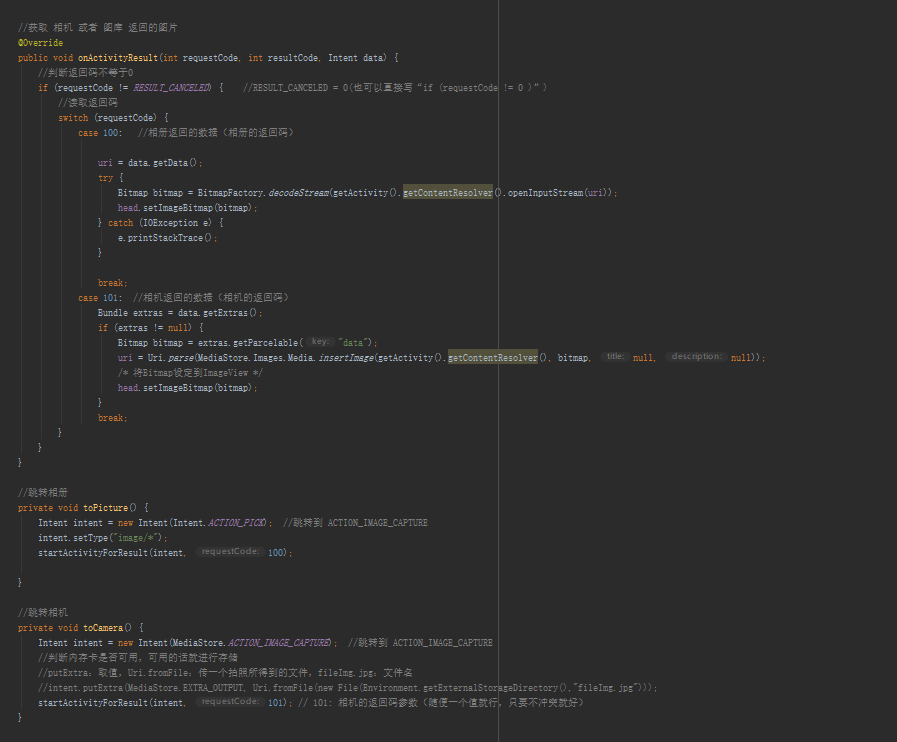 //获取 相机 或者 图库 返回的图片
@Override
public void onActivityResult(int requestCode, int resultCode, Intent data) {
//判断返回码不等于0
if (requestCode != RESULT_CANCELED) { //RESULT_CANCELED = 0(也可以直接写“if (requestCode != 0 )”)
//读取返回码
switch (requestCode) {
case 100: //相册返回的数据（相册的返回码）
uri = data.getData();
try {
Bitmap bitmap = BitmapFactory.decodeStream(getActivity().getContentResolver().openInputStream(uri));
head.setImageBitmap(bitmap);
} catch (IOException e) {
e.printStackTrace();
}
break;
case 101: //相机返回的数据（相机的返回码）
Bundle extras = data.getExtras();
if (extras != null) {
Bitmap bitmap = extras.getParcelable( key: "data");
uri = Uri.parse(MediaStore.Images.Media.insertImage(getActivity().getContentResolver(), bitmap, title: null, description: null));
/* 将Bitmap设定到ImageView */
head.setImageBitmap(bitmap);
}
break;
}
}
}
//跳转相册
private void toPicture() {
Intent intent = new Intent(Intent.ACTION_PICK); //跳转到 ACTION_IMAGE_CAPTURE
intent.setType("image/*");
startActivityForResult(intent, requestCode: 100);
}
//跳转相机
private void toCamera() {
Intent intent = new Intent(MediaStore.ACTION_IMAGE_CAPTURE); //跳转到 ACTION_IMAGE_CAPTURE
//判断内存卡是否可用，可用的话就进行存储
//putExtra：取值，Uri.fromFile：传一个拍照所得到的文件，fileImg.jpg：文件名
//intent.putExtra(MediaStore.EXTRA_OUTPUT, Uri.fromFile(new File(Environment.getExternalStorageDirectory(),"fileImg.jpg")));
startActivityForResult(intent, requestCode: 101); // 101: 相机的返回码参数（随便一个值就行，只要不冲突就好）
}